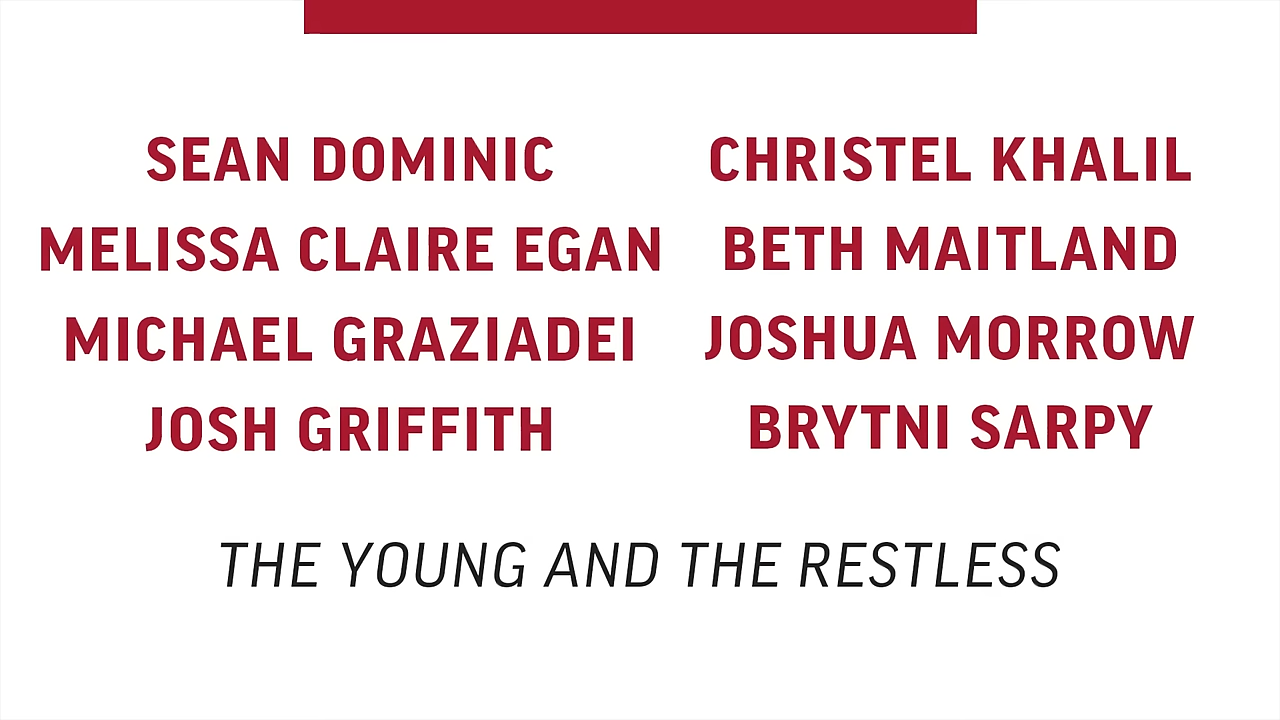 SEAN DOMINIC
MELISSA CLAIRE EGAN
MICHAEL GRAZIADEI
JOSH GRIFFITH
CHRISTEL KHALIL
BETH MAITLAND
JOSHUA MORROW
BRYTNI SARPY
THE YOUNG AND THE RESTLESS